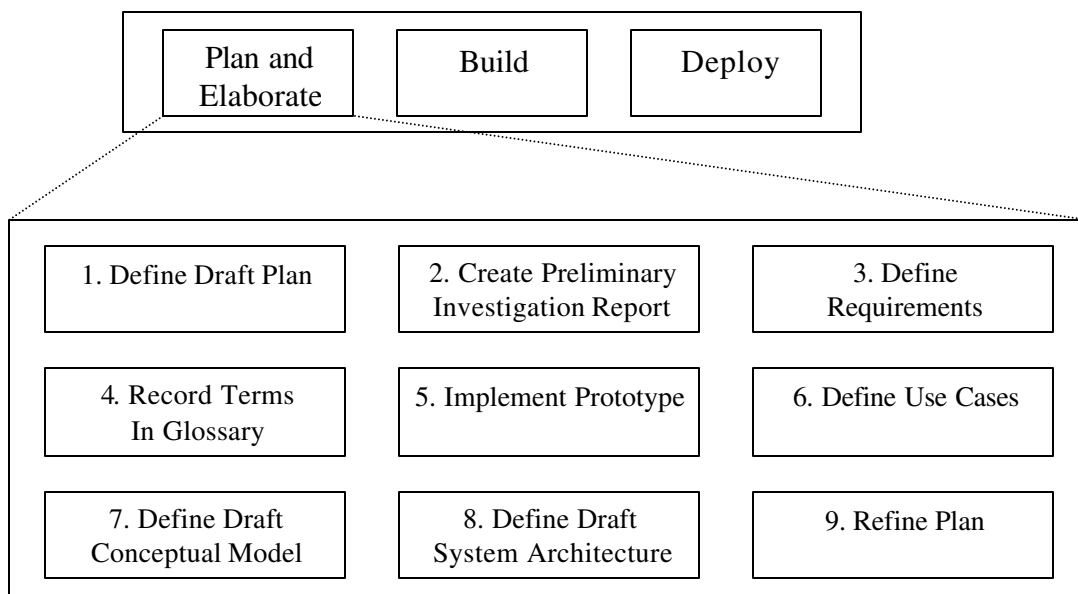 Plan and
Elaborate
Build
Deploy
1. Define Draft Plan
2. Create Preliminary
Investigation Report
3. Define
Requirements
4. Record Terms
In Glossary
5. Implement Prototype
6. Define Use Cases
7. Define Draft
Conceptual Model
8. Define Draft
System Architecture
9. Refine Plan